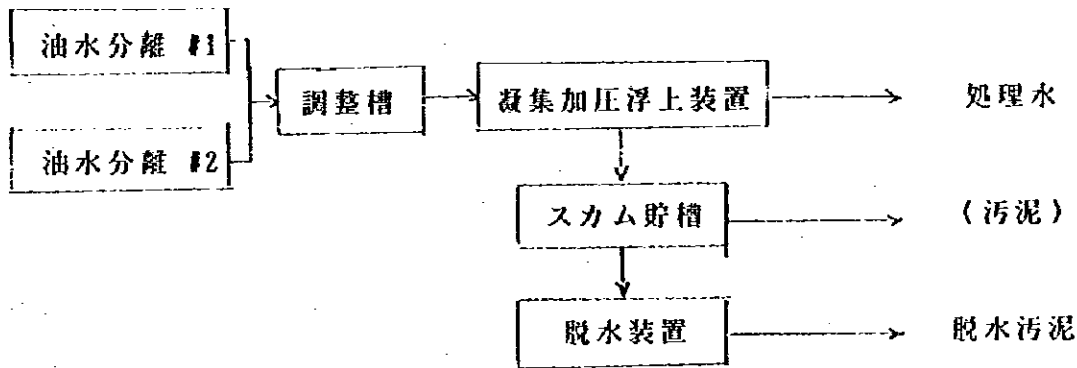 油水分離 #1
調整槽
凝集加圧浮上装置
処理水
油水分離 #2
スカム貯槽
(汚泥)
脱水装置
脱水汚泥